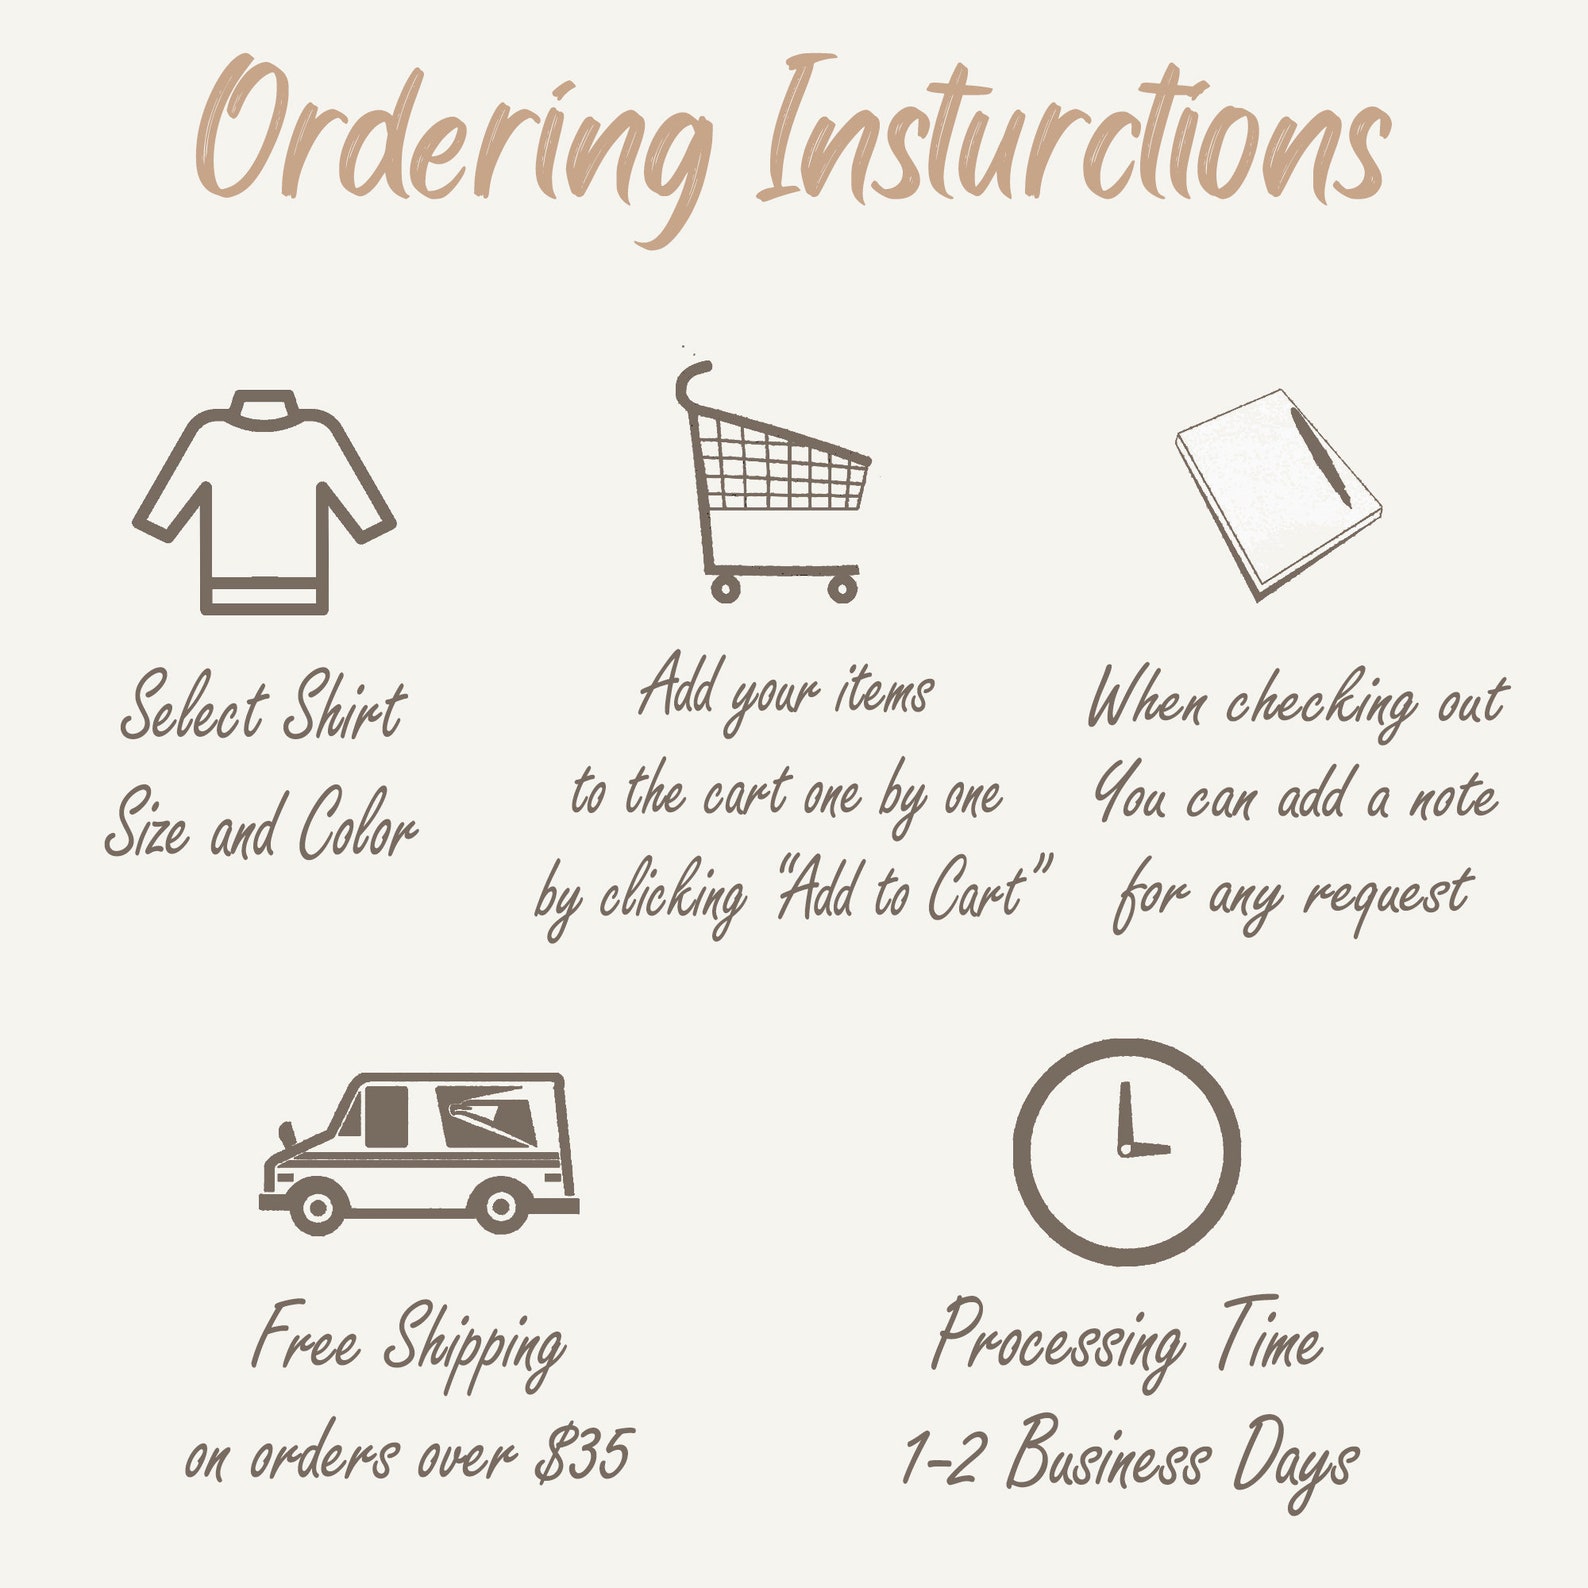 Ordering Insturctions
Select Shirt
Size and Color
Add your items
to the cart one by one
by clicking “Add to Cart”
When checking out
You can add a note
for any request
Free Shipping
on orders over $35
Processing Time
1-2 Business Days